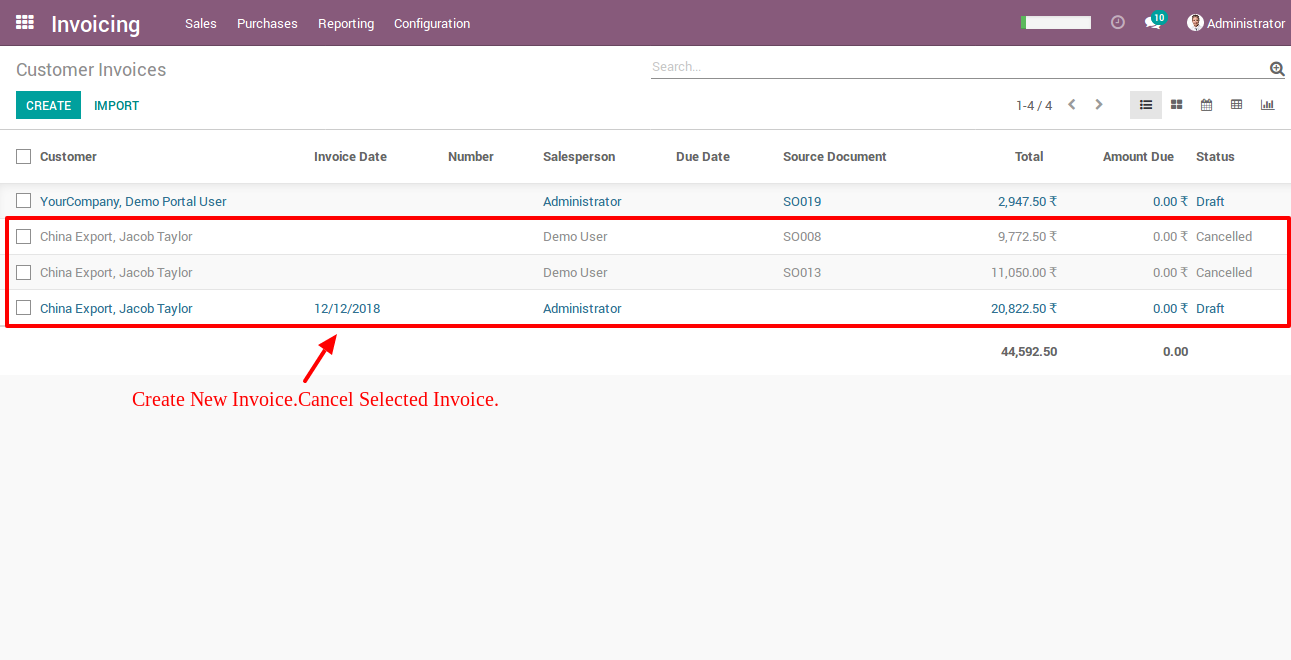 Invoicing Sales Purchases Reporting Configuration 10 Administrator
Customer Invoices Search...
CREATE IMPORT 1-4 / 4
Customer Invoice Date Number Salesperson Due Date Source Document Total Amount Due Status
YourCompany, Demo Portal User Administrator SO019 2,947.50 ₹ 0.00 ₹ Draft
China Export, Jacob Taylor Demo User SO008 9,772.50 ₹ 0.00 ₹ Cancelled
China Export, Jacob Taylor Demo User SO013 11,050.00 ₹ 0.00 ₹ Cancelled
China Export, Jacob Taylor 12/12/2018 Administrator 20,822.50 ₹ 0.00 ₹ Draft
44,592.50 0.00
Create New Invoice.Cancel Selected Invoice.